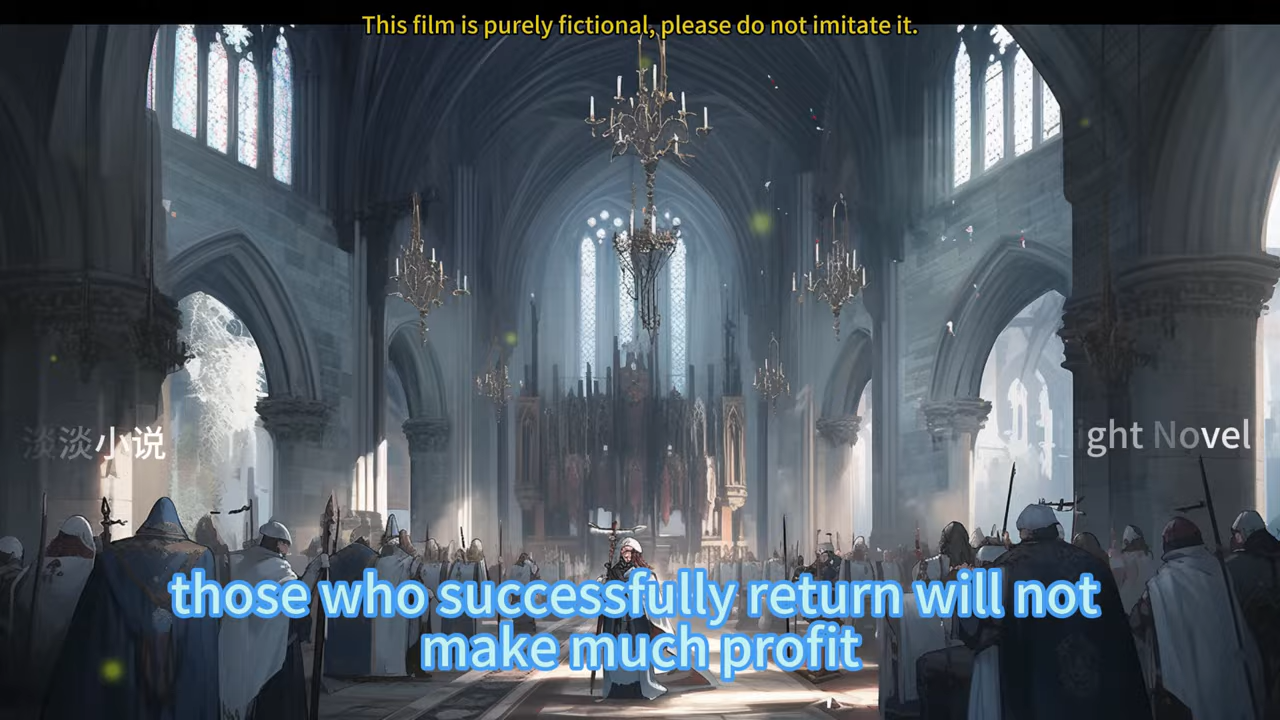 This film is purely fictional, please do not imitate it.
淡淡小说
ight Novel
those who successfully return will not
make much profit